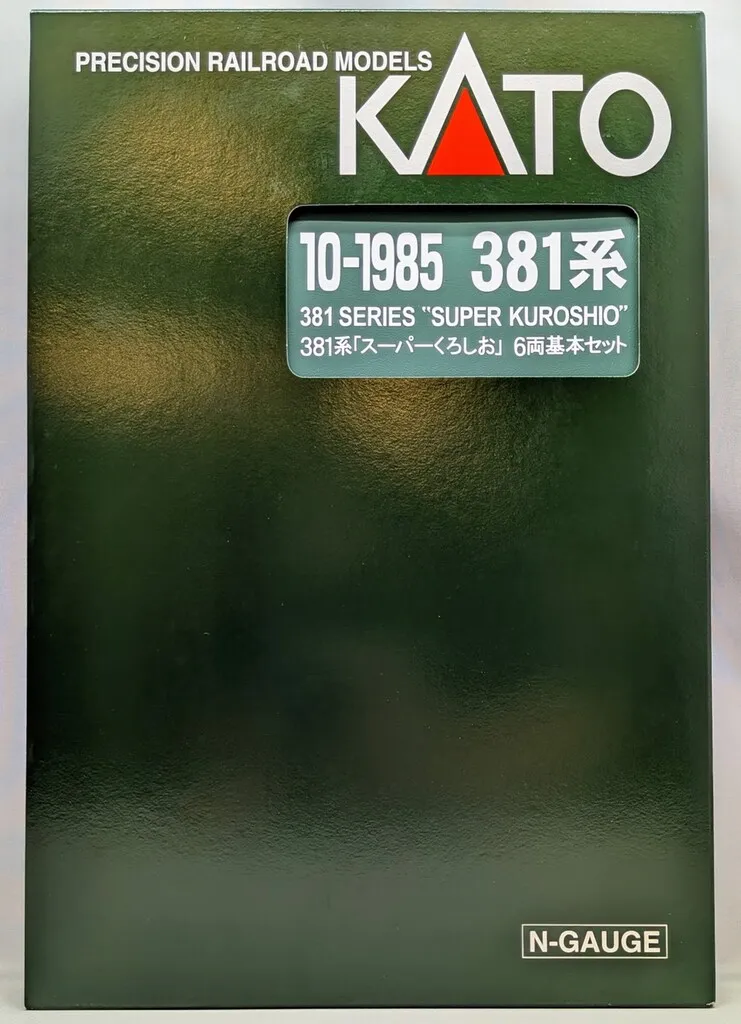 PRECISION RAILROAD MODELS
KATO
10-1985 381系
381 SERIES "SUPER KUROSHIO"
381系「スーパーくろしお」 6両基本セット
N-GAUGE